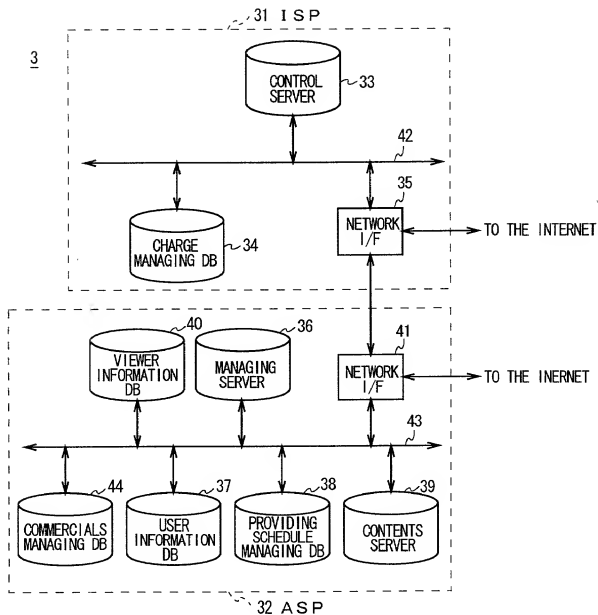 31 ISP
3
CONTROL
SERVER
33
42
35
NETWORK
I/F
TO THE INTERNET
CHARGE
MANAGING DB
34
40
36
41
VIEWER
INFORMATION
DB
MANAGING
SERVER
NETWORK
I/F
TO THE INERNET
43
44
37
38
39
COMMERCIALS
MANAGING DB
USER
INFORMATION
DB
PROVIDING
SCHEDULE
MANAGING DB
CONTENTS
SERVER
32 ASP